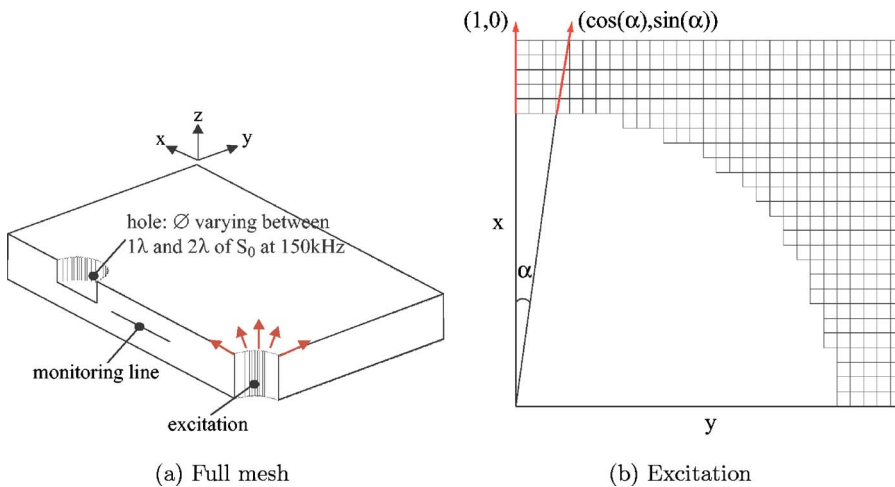 z
x
y
hole: Ø varying between
1λ and 2λ of S₀ at 150kHz
monitoring line
excitation
(a) Full mesh
(1,0)
(cos(α),sin(α))
x
α
y
(b) Excitation